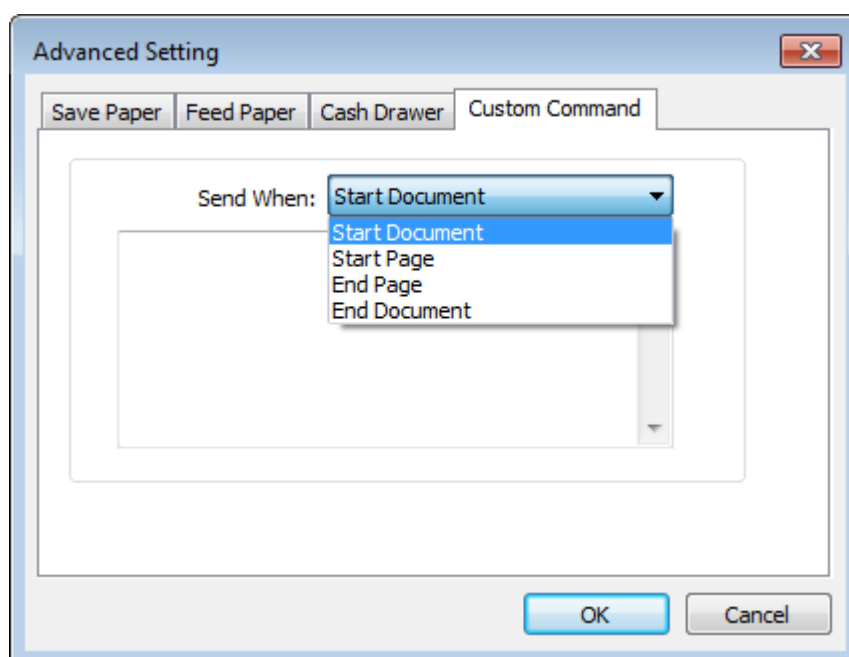 Advanced Setting
Save Paper Feed Paper Cash Drawer Custom Command
Send When: Start Document
Start Document
Start Page
End Page
End Document
OK Cancel